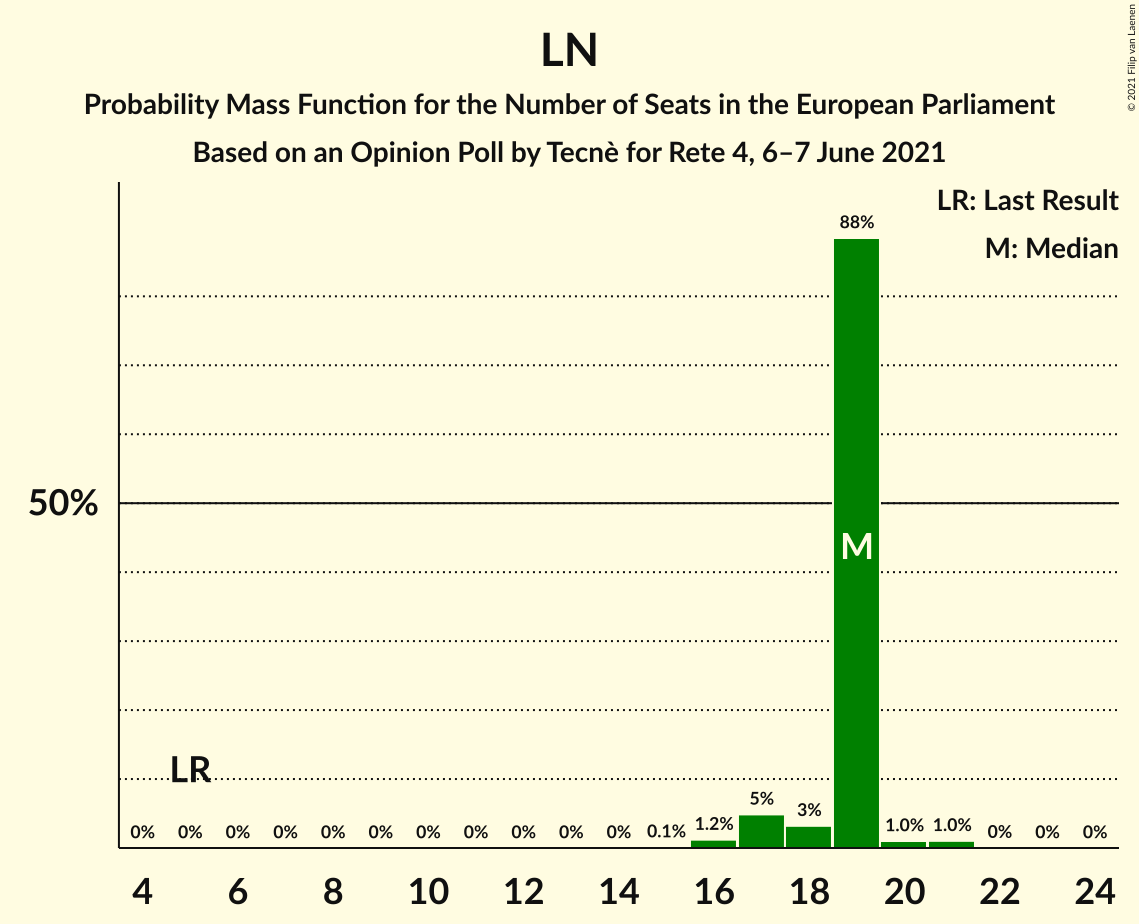 LN
Probability Mass Function for the Number of Seats in the European Parliament
Based on an Opinion Poll by Tecnè for Rete 4, 6–7 June 2021
© 2021 Filip van Laenen
LR: Last Result
M: Median
88%
50%
M
LR
0% 0% 0% 0% 0% 0% 0% 0% 0% 0% 0% 0.1% 1.2% 5% 3% 1.0% 1.0% 0% 0% 0%
4 6 8 10 12 14 16 18 20 22 24